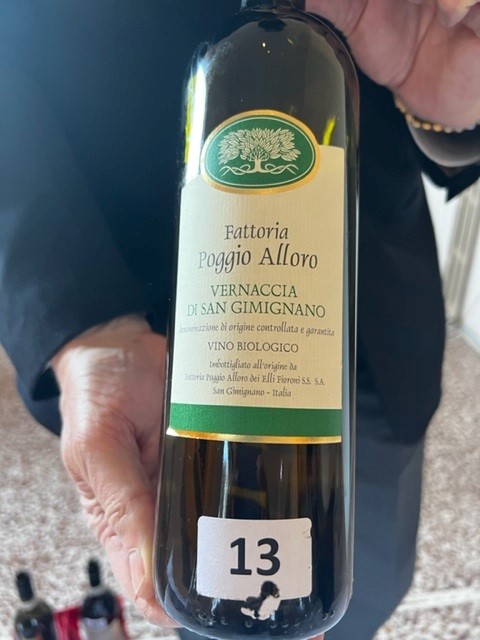 Fattoria
Poggio Alloro
VERNACCIA
DI SAN GIMIGNANO
denominazione di origine controllata e garantita
VINO BIOLOGICO
Imbottigliato all'origine da
Fattoria Poggio Alloro dei F.lli Fioroni S.S. S.A.
San Gimignano - Italia
13